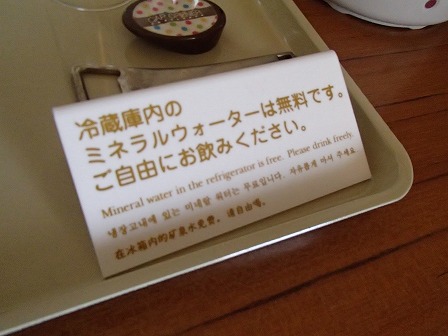 冷蔵庫内の
ミネラルウォーターは無料です。
ご自由にお飲みください。
Mineral water in the refrigerator is free. Please drink freely.
냉장고내에 있는 미네랄 워터는 무료입니다. 자유롭게 마셔 주세요
在冰箱内的矿泉水免费。请自由喝。